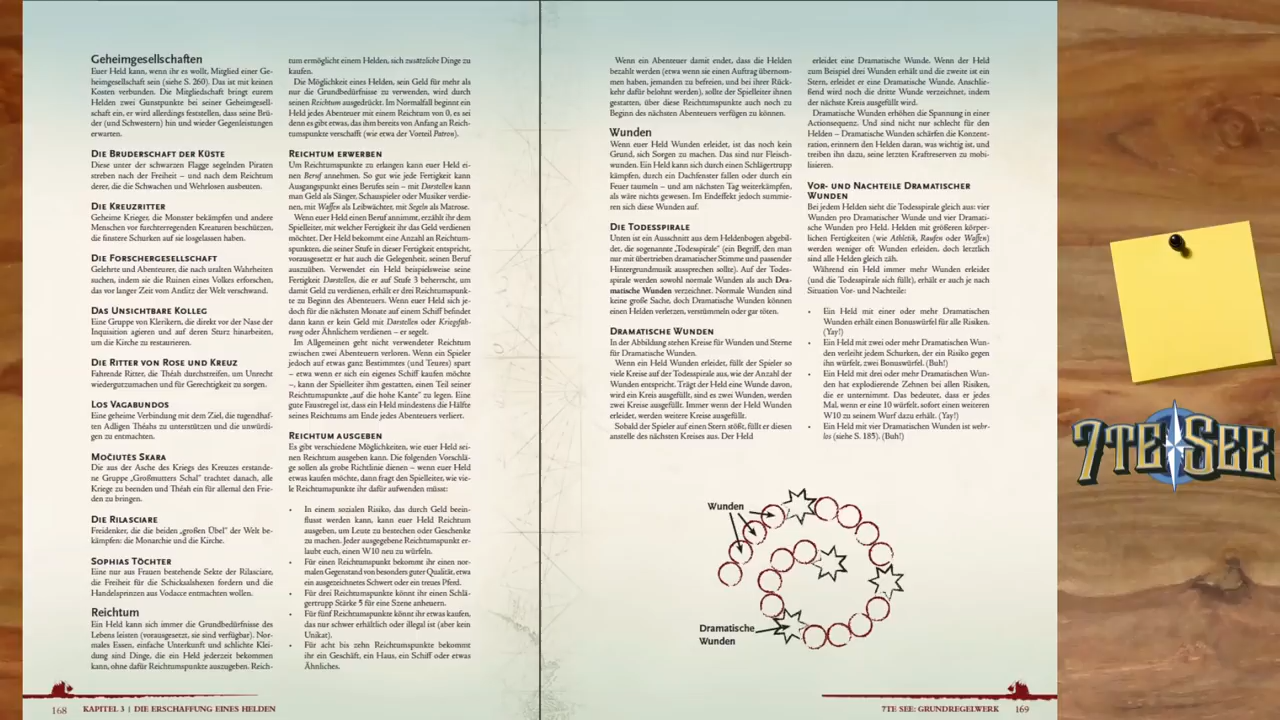 Geheimgesellschaften
Euer Held kann, wenn ihr es wollt, Mitglied einer Ge-
heimgesellschaft sein (siehe S. 260). Das ist mit keinen
Kosten verbunden. Die Mitgliedschaft bringt eurem
Helden zwei Gunstpunkte bei seiner Geheimgesell-
schaft ein, er wird allerdings feststellen, dass seine Brü-
der (und Schwestern) hin und wieder Gegenleistungen
erwarten.
Die Bruderschaft der Küste
Diese unter der schwarzen Flagge segelnden Piraten
streben nach der Freiheit – und nach dem Reichtum
derer, die die Schwachen und Wehrlosen ausbeuten.
Die Kreuzritter
Geheime Krieger, die Monster bekämpfen und andere
Menschen vor furchterregenden Kreaturen beschützen,
die finstere Schurken auf sie losgelassen haben.
Die Forschergesellschaft
Gelehrte und Abenteurer, die nach uralten Wahrheiten
suchen, indem sie die Ruinen eines Volkes erforschen,
das vor langer Zeit vom Antlitz der Welt verschwand.
Das Unsichtbare Kolleg
Eine Gruppe von Klerikern, die direkt vor der Nase der
Inquisition agieren und auf deren Sturz hinarbeiten,
um die Kirche zu restaurieren.
Die Ritter von Rose und Kreuz
Fahrende Ritter, die Théah durchstreifen, um Unrecht
wiedergutzumachen und für Gerechtigkeit zu sorgen.
Los Vagabundos
Eine geheime Verbindung mit dem Ziel, die tugendhaf-
ten Adligen Théahs zu unterstützen und die unwürdi-
gen zu entmachten.
Močiutės Skara
Die aus der Asche des Kriegs des Kreuzes erstande-
ne Gruppe „Großmutters Schal“ trachtet danach, alle
Kriege zu beenden und Théah ein für allemal den Frie-
den zu bringen.
Die Rilasciare
Freidenker, die die beiden „großen Übel“ der Welt be-
kämpfen: die Monarchie und die Kirche.
Sophias Töchter
Eine nur aus Frauen bestehende Sekte der Rilasciare,
die Freiheit für die Schicksalshexen fordern und die
Handelsprinzen aus Vodacce entmachten wollen.
Reichtum
Ein Held kann sich immer die Grundbedürfnisse des
Lebens leisten (vorausgesetzt, sie sind verfügbar). Nor-
males Essen, einfache Unterkunft und schlichte Klei-
dung sind Dinge, die ein Held jederzeit bekommen
kann, ohne dafür Reichtumspunkte auszugeben. Reich-
tum ermöglicht einem Helden, sich zusätzliche Dinge zu
kaufen.
Die Möglichkeit eines Helden, sein Geld für mehr als
nur die Grundbedürfnisse zu verwenden, wird durch
seinen Reichtum ausgedrückt. Im Normalfall beginnt ein
Held jedes Abenteuer mit einem Reichtum von 0, es sei
denn es gibt etwas, das ihm bereits von Anfang an Reich-
tumspunkte verschafft (wie etwa der Vorteil Patron).
Reichtum erwerben
Um Reichtumspunkte zu erlangen kann euer Held ei-
nen Beruf annehmen. So gut wie jede Fertigkeit kann
Ausgangspunkt eines Berufes sein – mit Darstellen kann
man Geld als Sänger, Schauspieler oder Musiker verdie-
nen, mit Waffen als Leibwächter, mit Segeln als Matrose.
Wenn euer Held einen Beruf annimmt, erzählt ihr dem
Spielleiter, mit welcher Fertigkeit ihr das Geld verdienen
möchtet. Der Held bekommt eine Anzahl an Reichtum-
spunkten, die seiner Stufe in dieser Fertigkeit entspricht,
vorausgesetzt er hat auch die Gelegenheit, seinen Beruf
auszuüben. Verwendet ein Held beispielsweise seine
Fertigkeit Darstellen, die er auf Stufe 3 beherrscht, um
damit Geld zu verdienen, erhält er drei Reichtumspunk-
te zu Beginn des Abenteuers. Wenn euer Held sich je-
doch für die nächsten Monate auf einem Schiff befindet
dann kann er kein Geld mit Darstellen oder Kriegfüh-
rung oder Ähnlichem verdienen – er segelt.
Im Allgemeinen geht nicht verwendeter Reichtum
zwischen zwei Abenteuern verloren. Wenn ein Spieler
jedoch auf etwas ganz Bestimmtes (und Teures) spart
– etwa wenn er sich ein eigenes Schiff kaufen möchte
–, kann der Spielleiter ihm gestatten, einen Teil seiner
Reichtumspunkte „auf die hohe Kante“ zu legen. Eine
gute Faustregel ist, dass ein Held mindestens die Hälfte
seines Reichtums am Ende jedes Abenteuers verliert.
Reichtum ausgeben
Es gibt verschiedene Möglichkeiten, wie euer Held sei-
nen Reichtum ausgeben kann. Die folgenden Vorschlä-
ge sollen als grobe Richtlinie dienen – wenn euer Held
etwas kaufen möchte, dann fragt den Spielleiter, wie vie-
le Reichtumspunkte ihr dafür aufwenden müsst:
• In einem sozialen Risiko, das durch Geld beein-
flusst werden kann, kann euer Held Reichtum
ausgeben, um Leute zu bestechen oder Geschenke
zu machen. Jeder ausgegebene Reichtumspunkt er-
laubt euch, einen W10 neu zu würfeln.
• Für einen Reichtumspunkt bekommt ihr einen nor-
malen Gegenstand von besonders guter Qualität, etwa
ein ausgezeichnetes Schwert oder ein treues Pferd.
• Für drei Reichtumspunkte könnt ihr einen Schlä-
gertrupp Stärke 5 für eine Szene anheuern.
• Für fünf Reichtumspunkte könnt ihr etwas kaufen,
das nur schwer erhältlich oder illegal ist (aber kein
Unikat).
• Für acht bis zehn Reichtumspunkte bekommt
ihr ein Geschäft, ein Haus, ein Schiff oder etwas
Ähnliches.
168 KAPITEL 3 | DIE ERSCHAFFUNG EINES HELDEN
Wenn ein Abenteuer damit endet, dass die Helden
bezahlt werden (etwa wenn sie einen Auftrag übernom-
men haben, jemanden zu befreien, und bei ihrer Rück-
kehr dafür belohnt werden), sollte der Spielleiter ihnen
gestatten, über diese Reichtumspunkte auch noch zu
Beginn des nächsten Abenteuers verfügen zu können.
Wunden
Wenn euer Held Wunden erleidet, ist das noch kein
Grund, sich Sorgen zu machen. Das sind nur Fleisch-
wunden. Ein Held kann sich durch einen Schlägertrupp
kämpfen, durch ein Dachfenster fallen oder durch ein
Feuer taumeln – und am nächsten Tag weiterkämpfen,
als wäre nichts gewesen. Im Endeffekt jedoch summie-
ren sich diese Wunden auf.
Die Todesspirale
Unten ist ein Ausschnitt aus dem Heldenbogen abgebil-
det, die sogenannte „Todesspirale“ (ein Begriff, den man
nur mit übertrieben dramatischer Stimme und passender
Hintergrundmusik aussprechen sollte). Auf der Todes-
spirale werden sowohl normale Wunden als auch Dra-
matische Wunden verzeichnet. Normale Wunden sind
keine große Sache, doch Dramatische Wunden können
einen Helden verletzen, verstümmeln oder gar töten.
Dramatische Wunden
In der Abbildung stehen Kreise für Wunden und Sterne
für Dramatische Wunden.
Wenn ein Held Wunden erleidet, füllt der Spieler so
viele Kreise auf der Todesspirale aus, wie der Anzahl der
Wunden entspricht. Trägt der Held eine Wunde davon,
wird ein Kreis ausgefüllt, sind es zwei Wunden, werden
zwei Kreise ausgefüllt. Immer wenn der Held Wunden
erleidet, werden weitere Kreise ausgefüllt.
Sobald der Spieler auf einen Stern stößt, füllt er diesen
anstelle des nächsten Kreises aus. Der Held
erleidet eine Dramatische Wunde. Wenn der Held
zum Beispiel drei Wunden erhält und die zweite ist ein
Stern, erleidet er eine Dramatische Wunde. Anschlie-
ßend wird noch die dritte Wunde verzeichnet, indem
der nächste Kreis ausgefüllt wird.
Dramatische Wunden erhöhen die Spannung in einer
Actionsequenz. Und sind nicht nur schlecht für den
Helden – Dramatische Wunden schärfen die Konzent-
ration, erinnern den Helden daran, was wichtig ist, und
treiben ihn dazu, seine letzten Kraftreserven zu mobi-
lisieren.
Vor- und Nachteile Dramatischer
Wunden
Bei jedem Helden sieht die Todesspirale gleich aus: vier
Wunden pro Dramatischer Wunde und vier Dramati-
sche Wunden pro Held. Helden mit größeren körper-
lichen Fertigkeiten (wie Athletik, Raufen oder Waffen)
werden weniger oft Wunden erleiden, doch letztlich
sind alle Helden gleich zäh.
Während ein Held immer mehr Wunden erleidet
(und die Todesspirale sich füllt), erhält er auch je nach
Situation Vor- und Nachteile:
• Ein Held mit einer oder mehr Dramatischen
Wunden erhält einen Bonuswürfel für alle Risiken.
(Yay!)
• Ein Held mit zwei oder mehr Dramatischen Wun-
den verleiht jedem Schurken, der ein Risiko gegen
ihn würfelt, zwei Bonuswürfel. (Buh!)
• Ein Held mit drei oder mehr Dramatischen Wun-
den hat explodierende Zehnen bei allen Risiken,
die er unternimmt. Das bedeutet, dass er jedes
Mal, wenn er eine 10 würfelt, sofort einen weiteren
W10 zu seinem Wurf dazu erhält. (Yay!)
• Ein Held mit vier Dramatischen Wunden ist wehr-
los (siehe S. 185). (Buh!)
Wunden
Dramatische
Wunden
7TE SEE: GRUNDREGELWERK 169
7TE SEE